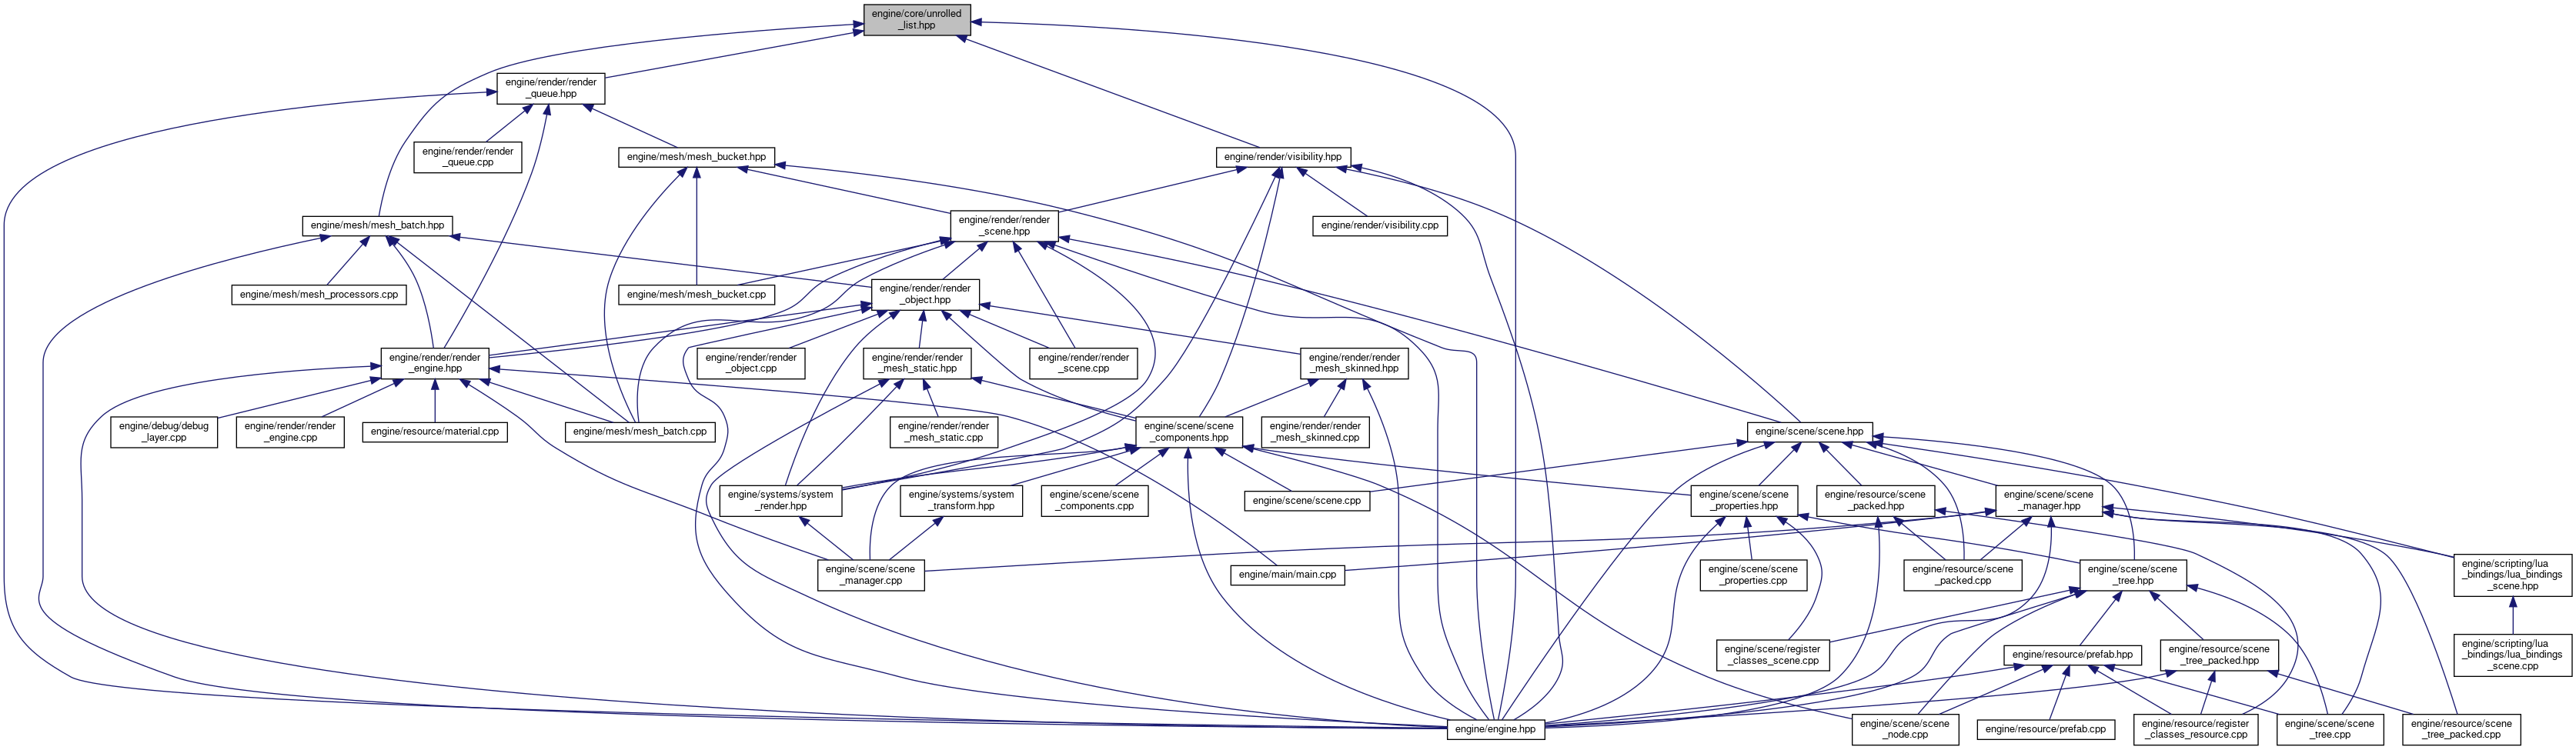 engine/core/unrolled
_list.hpp
engine/render/render
_queue.hpp
engine/render/render
_queue.cpp
engine/mesh/mesh_bucket.hpp
engine/render/visibility.hpp
engine/mesh/mesh_batch.hpp
engine/render/render
_scene.hpp
engine/render/visibility.cpp
engine/mesh/mesh_processors.cpp
engine/mesh/mesh_bucket.cpp
engine/render/render
_object.hpp
engine/render/render
_engine.hpp
engine/render/render
_object.cpp
engine/render/render
_mesh_static.hpp
engine/render/render
_scene.cpp
engine/render/render
_mesh_skinned.hpp
engine/debug/debug
_layer.cpp
engine/render/render
_engine.cpp
engine/resource/material.cpp
engine/mesh/mesh_batch.cpp
engine/render/render
_mesh_static.cpp
engine/scene/scene
_components.hpp
engine/render/render
_mesh_skinned.cpp
engine/scene/scene.hpp
engine/systems/system
_render.hpp
engine/systems/system
_transform.hpp
engine/scene/scene
_components.cpp
engine/scene/scene.cpp
engine/scene/scene
_properties.hpp
engine/resource/scene
_packed.hpp
engine/scene/scene
_manager.hpp
engine/scene/scene
_manager.cpp
engine/main/main.cpp
engine/scene/scene
_properties.cpp
engine/resource/scene
_packed.cpp
engine/scene/scene
_tree.hpp
engine/scripting/lua
_bindings/lua_bindings
_scene.hpp
engine/scene/register
_classes_scene.cpp
engine/resource/prefab.hpp
engine/resource/scene
_tree_packed.hpp
engine/scripting/lua
_bindings/lua_bindings
_scene.cpp
engine/engine.hpp
engine/scene/scene
_node.cpp
engine/resource/prefab.cpp
engine/resource/register
_classes_resource.cpp
engine/scene/scene
_tree.cpp
engine/resource/scene
_tree_packed.cpp